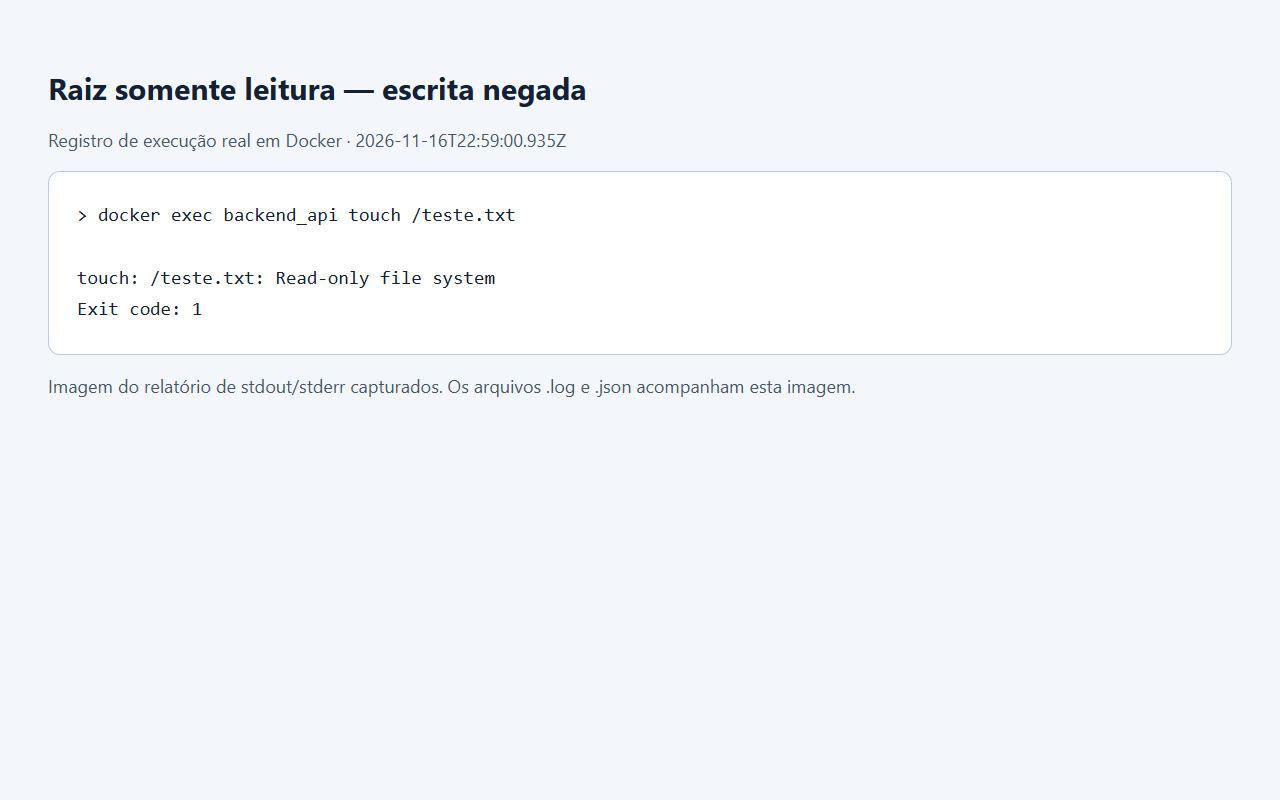 Raiz somente leitura — escrita negada
Registro de execução real em Docker · 2026-11-16T22:59:00.935Z
> docker exec backend_api touch /teste.txt
touch: /teste.txt: Read-only file system
Exit code: 1
Imagem do relatório de stdout/stderr capturados. Os arquivos .log e .json acompanham esta imagem.